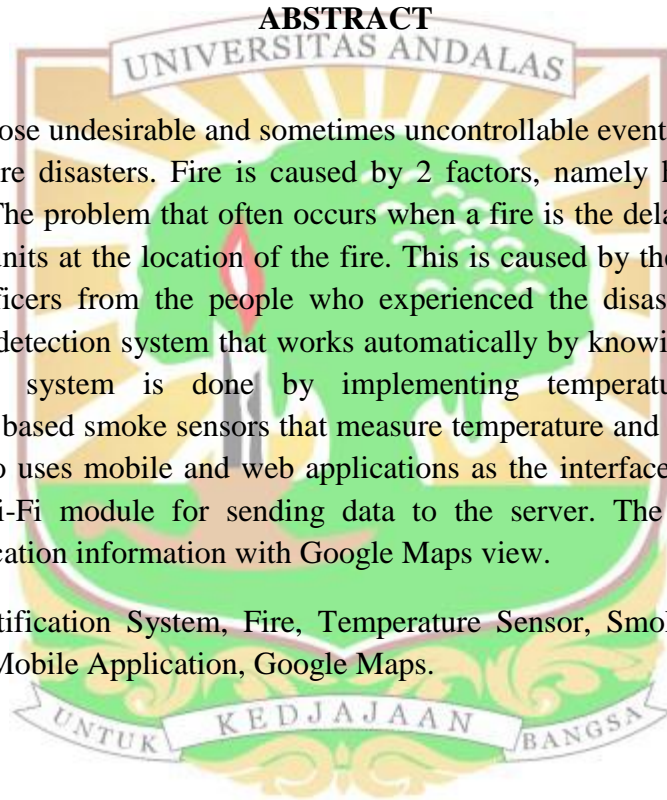 ABSTRACT
UNIVERSITAS ANDALAS
ose undesirable and sometimes uncontrollable event
re disasters. Fire is caused by 2 factors, namely
The problem that often occurs when a fire is the dela
units at the location of the fire. This is caused by the
ficers from the people who experienced the disas
detection system that works automatically by knowi
system is done by implementing temperatu
based smoke sensors that measure temperature and
o uses mobile and web applications as the interface
i-Fi module for sending data to the server. The
cation information with Google Maps view.
tification System, Fire, Temperature Sensor, Smo
Mobile Application, Google Maps.
UNTUK KEDJAJAAN BANGSA